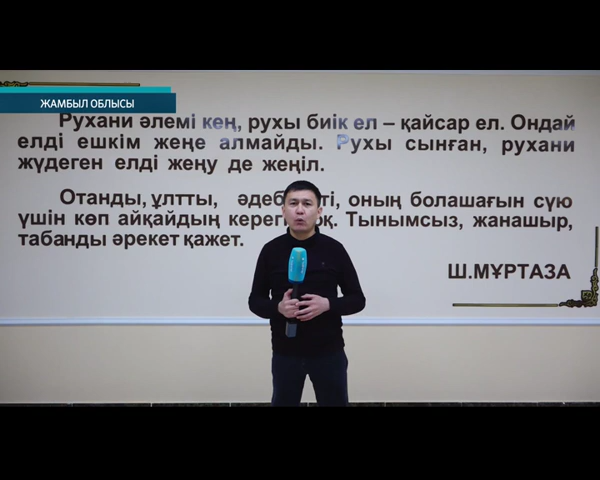 ЖАМБЫЛ ОБЛЫСЫ
Рухани әлемі кең, рухы биік ел – қайсар ел. Ондай
елді ешкім жеңе алмайды. Рухы сынған, рухани
жүдеген елді жеңу де жеңіл.
Отанды, ұлтты, оның болашағын сүю
үшін көп айқайдың
Тынымсыз, жанашыр,
табанды әрекет қажет.
Ш.МҰРТАЗА